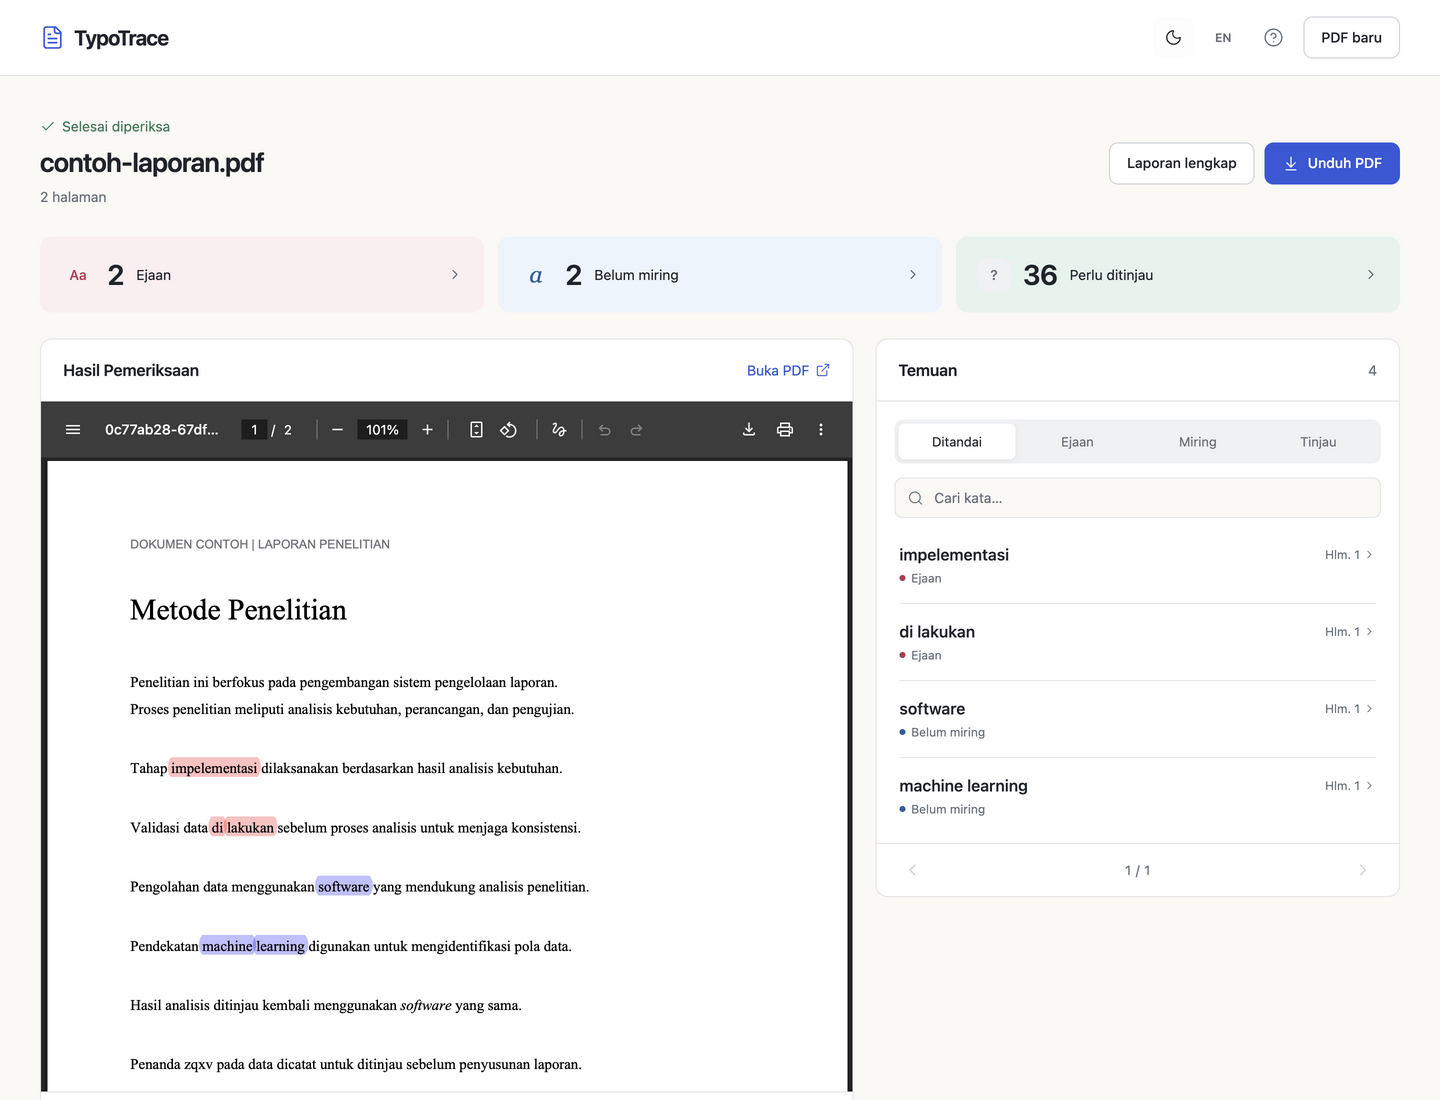 TypoTrace
EN
PDF baru
Selesai diperiksa
contoh-laporan.pdf
2 halaman
Laporan lengkap
Unduh PDF
Aa 2 Ejaan
a 2 Belum miring
? 36 Perlu ditinjau
Hasil Pemeriksaan
Buka PDF
0c77ab28-67df... 1 / 2 101%
DOKUMEN CONTOH | LAPORAN PENELITIAN
Metode Penelitian
Penelitian ini berfokus pada pengembangan sistem pengelolaan laporan.
Proses penelitian meliputi analisis kebutuhan, perancangan, dan pengujian.
Tahap impelementasi dilaksanakan berdasarkan hasil analisis kebutuhan.
Validasi data di lakukan sebelum proses analisis untuk menjaga konsistensi.
Pengolahan data menggunakan software yang mendukung analisis penelitian.
Pendekatan machine learning digunakan untuk mengidentifikasi pola data.
Hasil analisis ditinjau kembali menggunakan software yang sama.
Penanda zqxv pada data dicatat untuk ditinjau sebelum penyusunan laporan.
Temuan 4
Ditandai Ejaan Miring Tinjau
Cari kata...
impelementasi Hlm. 1
Ejaan
di lakukan Hlm. 1
Ejaan
software Hlm. 1
Belum miring
machine learning Hlm. 1
Belum miring
1 / 1